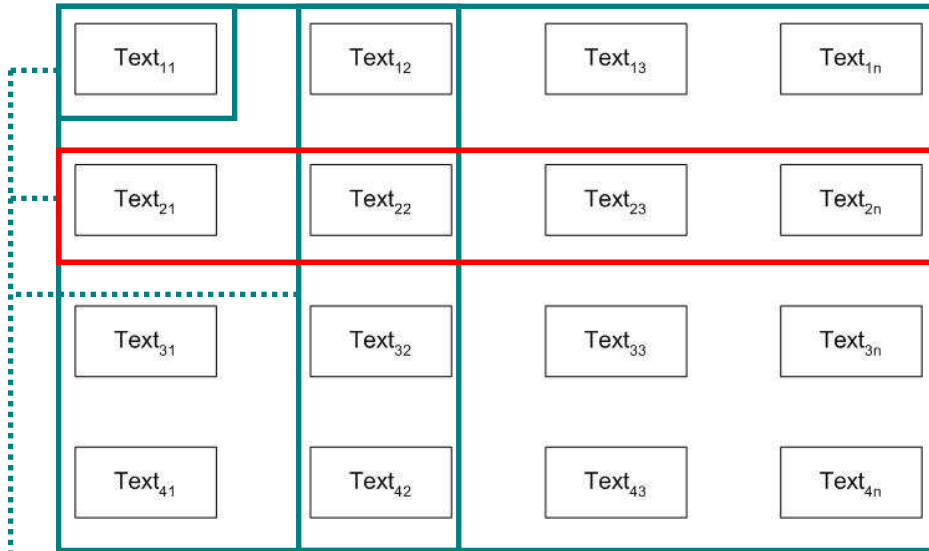 Text₁₁ Text₁₂ Text₁₃ Text₁ₙ
Text₂₁ Text₂₂ Text₂₃ Text₂ₙ
Text₃₁ Text₃₂ Text₃₃ Text₃ₙ
Text₄₁ Text₄₂ Text₄₃ Text₄ₙ